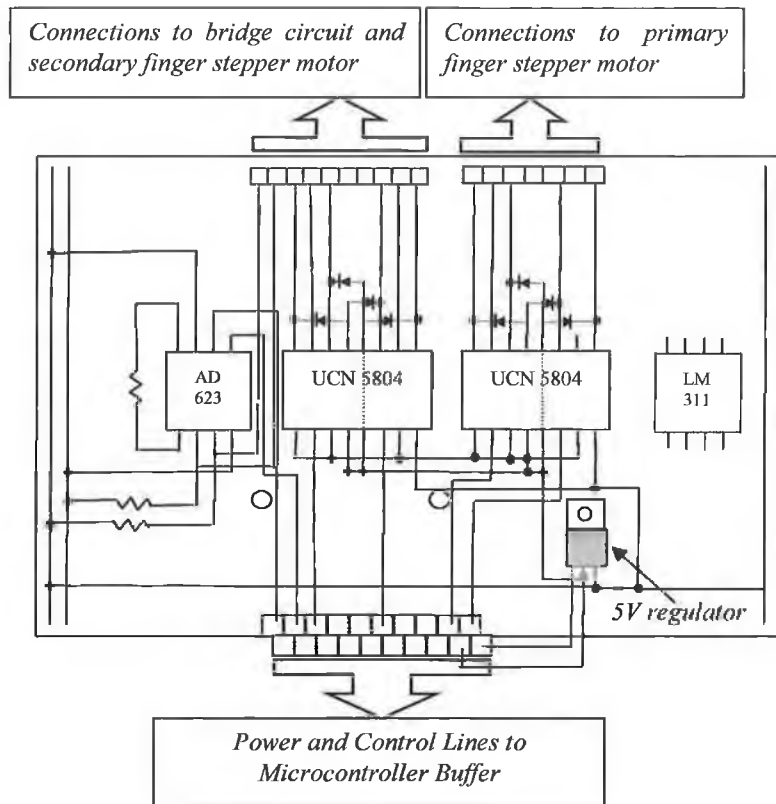 Connections to bridge circuit and
secondary finger stepper motor
Connections to primary
finger stepper motor
AD
623
UCN 5804
UCN 5804
LM
311
5V regulator
Power and Control Lines to
Microcontroller Buffer